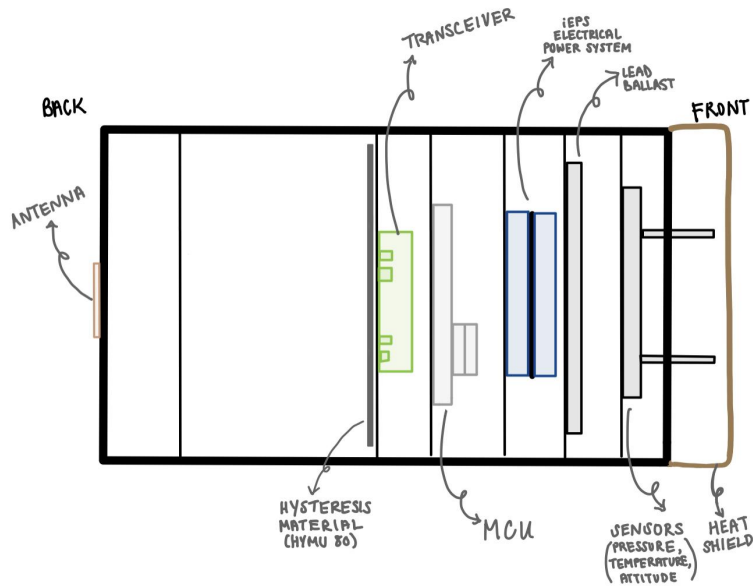 TRANSCEIVER
iEPS
ELECTRICAL
POWER SYSTEM
LEAD
BALLAST
BACK
FRONT
ANTENNA
HYSTERESIS
MATERIAL
(HYMU 80)
MCU
SENSORS
(PRESSURE,
TEMPERATURE,
ATTITUDE)
HEAT
SHIELD